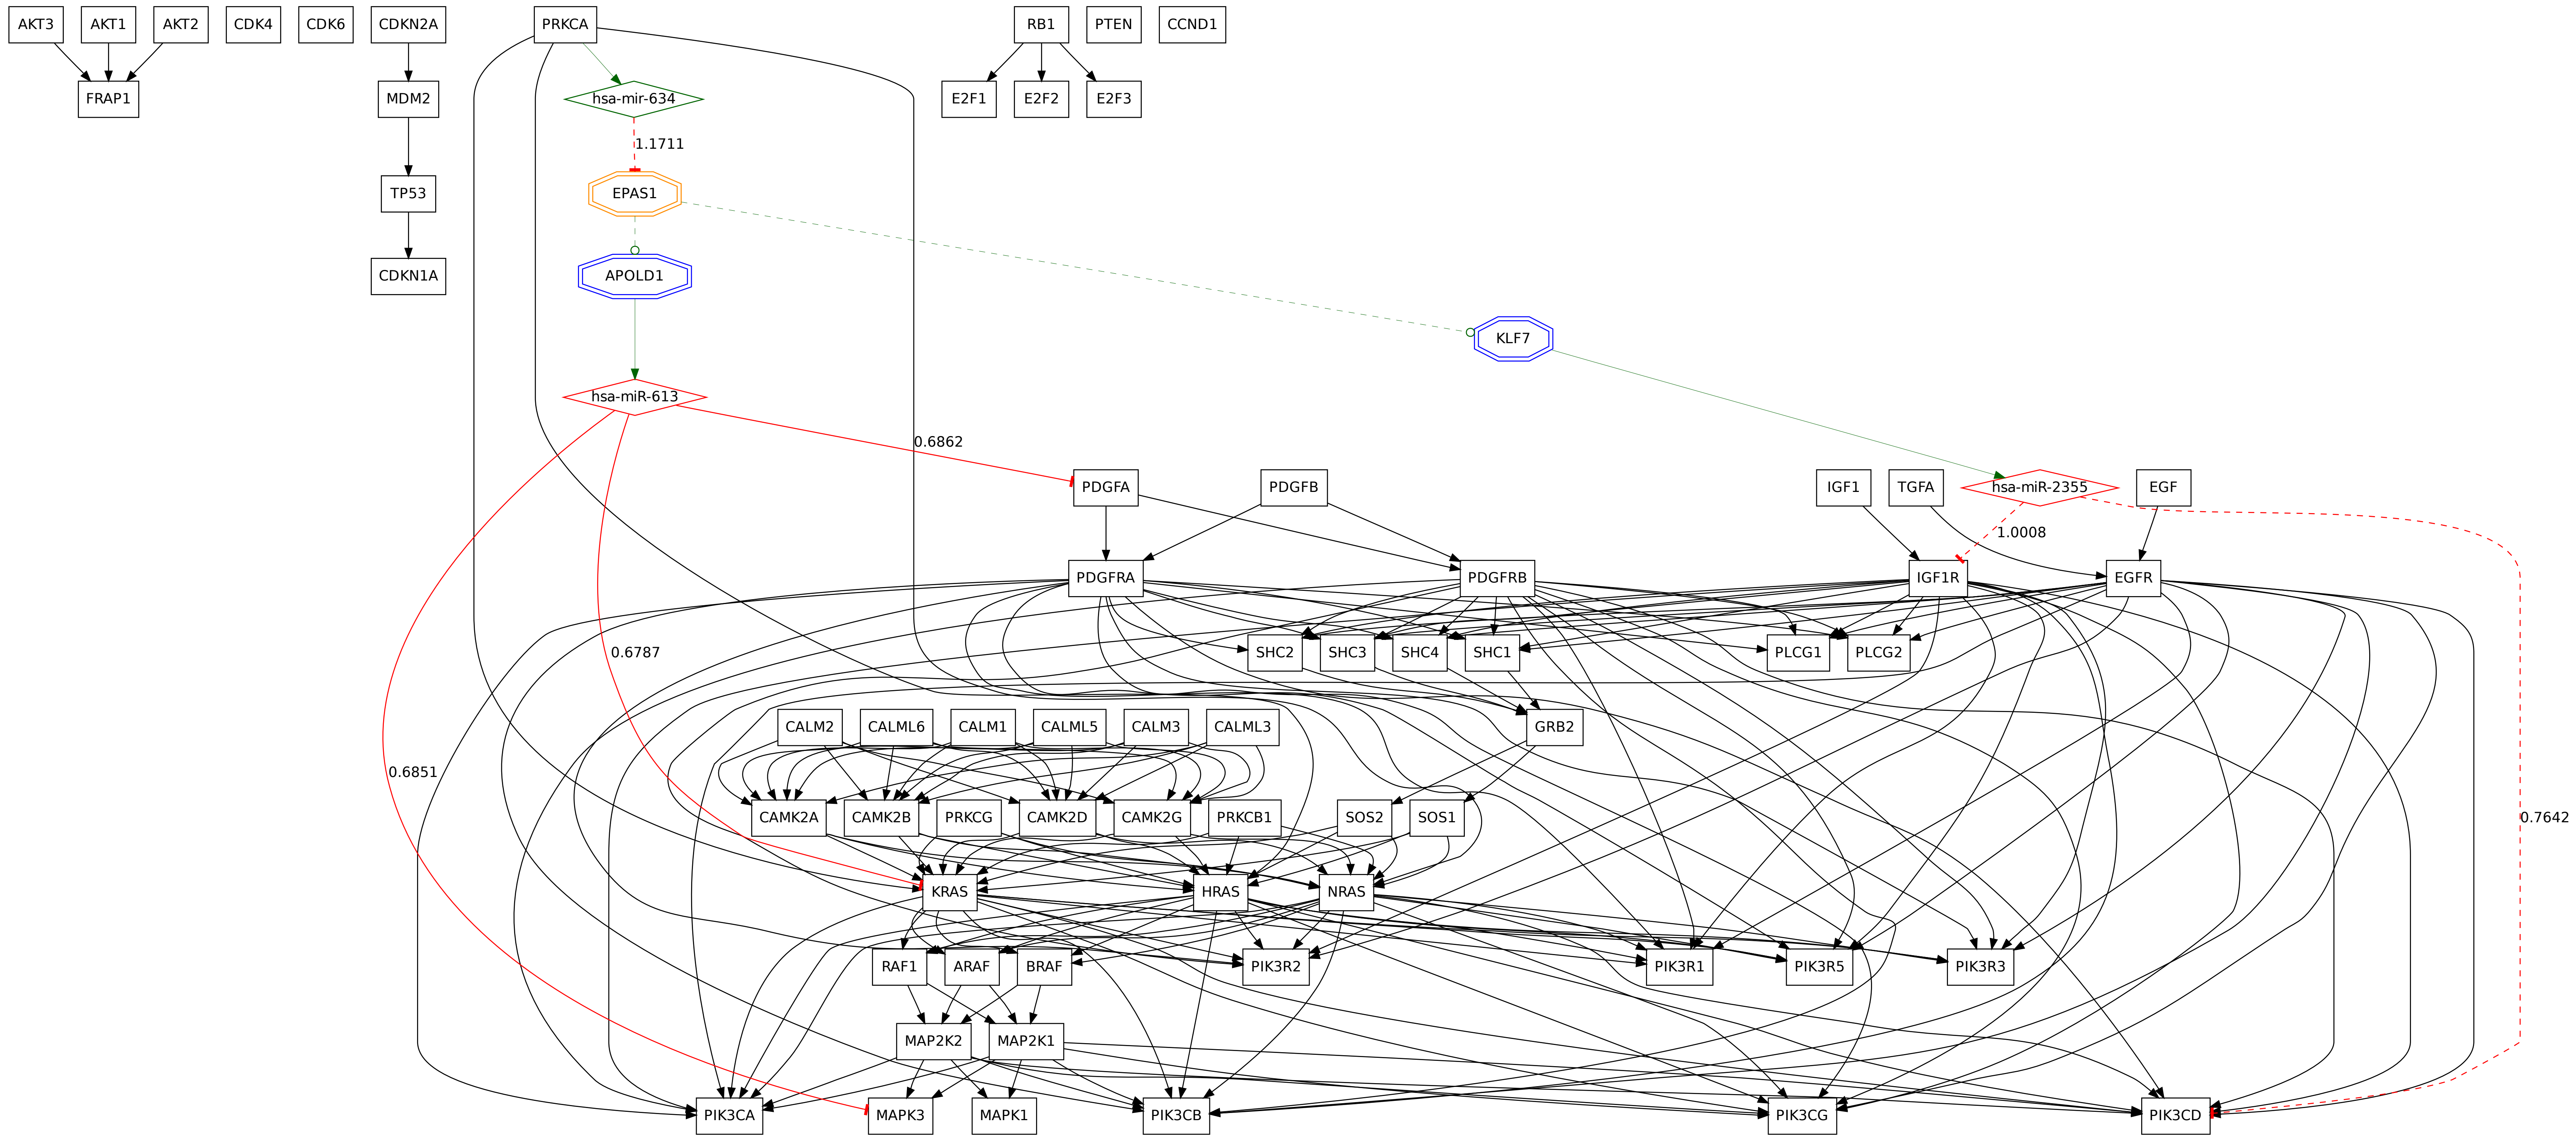 AKT3
AKT1
AKT2
CDK4
CDK6
CDKN2A
PRKCA
RB1
PTEN
CCND1
FRAP1
MDM2
hsa-mir-634
E2F1
E2F2
E2F3
1.1711
TP53
EPAS1
CDKN1A
APOLD1
KLF7
hsa-miR-613
0.6862
PDGFA
PDGFB
IGF1
TGFA
hsa-miR-2355
EGF
1.0008
PDGFRA
PDGFRB
IGF1R
EGFR
0.6787
SHC2
SHC3
SHC4
SHC1
PLCG1
PLCG2
CALM2
CALML6
CALM1
CALML5
CALM3
CALML3
GRB2
0.6851
0.7642
CAMK2A
CAMK2B
PRKCG
CAMK2D
CAMK2G
PRKCB1
SOS2
SOS1
KRAS
HRAS
NRAS
RAF1
ARAF
BRAF
PIK3R2
PIK3R1
PIK3R5
PIK3R3
MAP2K2
MAP2K1
PIK3CA
MAPK3
MAPK1
PIK3CB
PIK3CG
PIK3CD